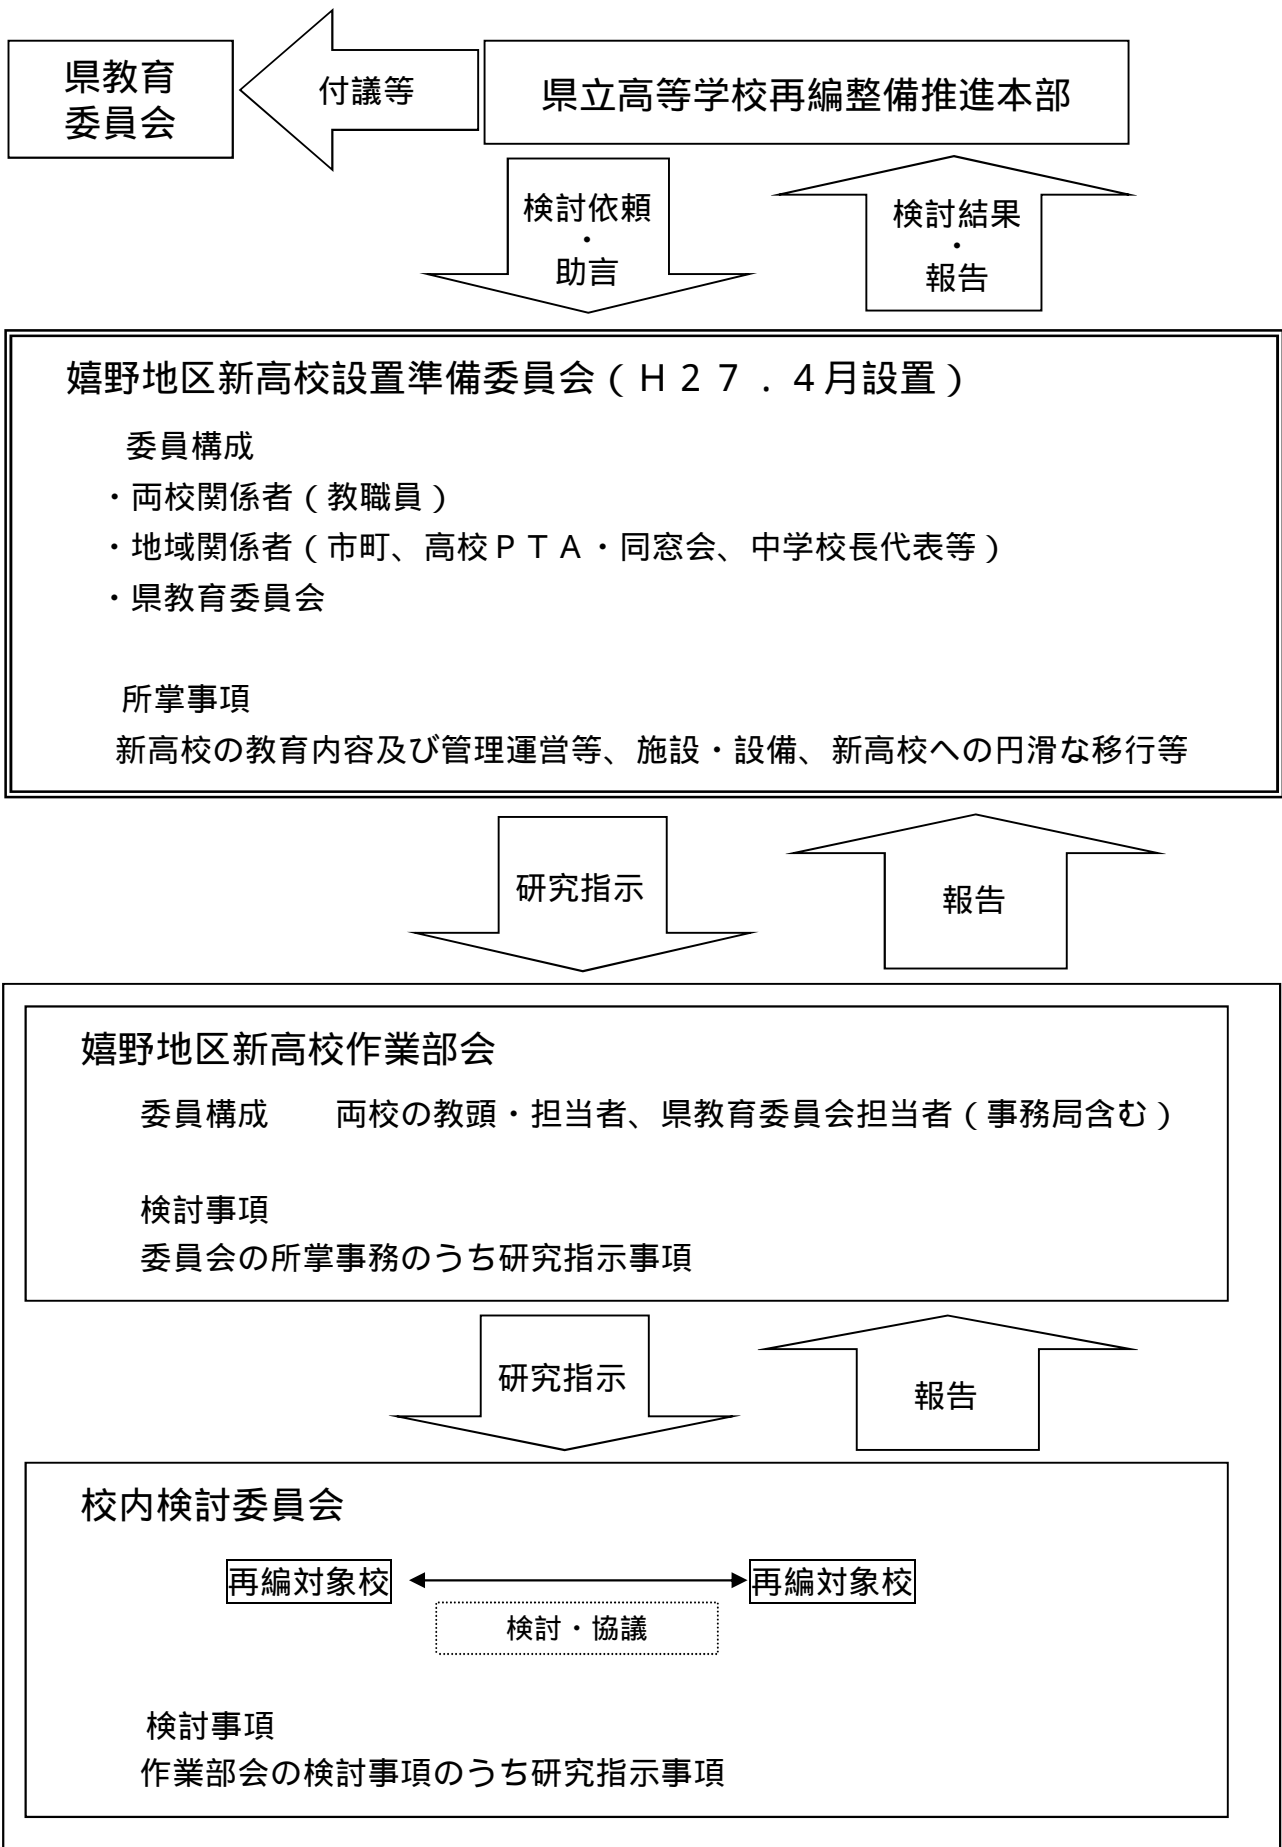 県教育
委員会
付議等
県立高等学校再編整備推進本部
検討依頼
・
助言
検討結果
・
報告
嬉野地区新高校設置準備委員会（Ｈ２７．４月設置）
委員構成
・両校関係者（教職員）
・地域関係者（市町、高校ＰＴＡ・同窓会、中学校長代表等）
・県教育委員会
所掌事項
新高校の教育内容及び管理運営等、施設・設備、新高校への円滑な移行等
研究指示
報告
嬉野地区新高校作業部会
委員構成　　両校の教頭・担当者、県教育委員会担当者（事務局含む）
検討事項
委員会の所掌事務のうち研究指示事項
研究指示
報告
校内検討委員会
再編対象校
再編対象校
検討・協議
検討事項
作業部会の検討事項のうち研究指示事項